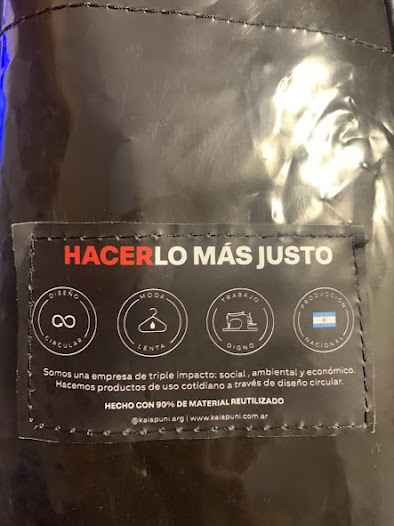 HACERLO MÁS JUSTO
DISEÑO CIRCULAR
MODA LENTA
TRABAJO DIGNO
PRODUCCIÓN NACIONAL
Somos una empresa de triple impacto: social, ambiental y económico.
Hacemos productos de uso cotidiano a través de diseño circular.
HECHO CON 90% DE MATERIAL REUTILIZADO
@kaiapuni.arg | www.kaiapuni.com.ar